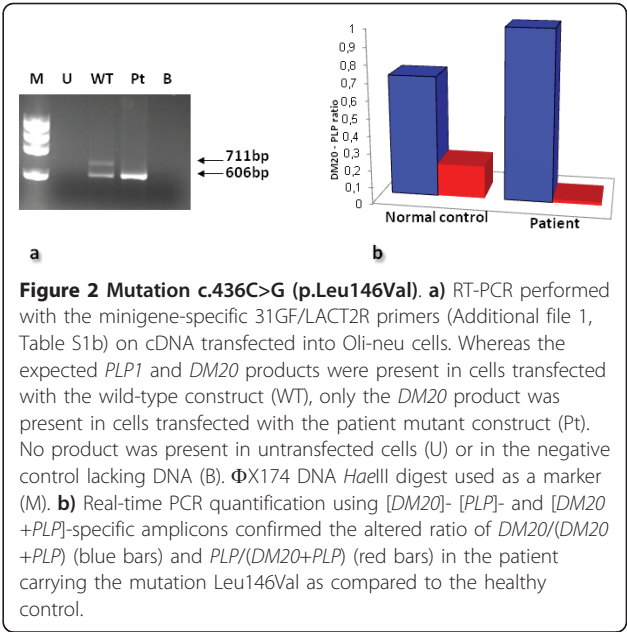 M U WT Pt B
711bp
606bp
a
DM20 - PLP ratio
1
0,9
0,8
0,7
0,6
0,5
0,4
0,3
0,2
0,1
0
Normal control
Patient
b
Figure 2 Mutation c.436C>G (p.Leu146Val). a) RT-PCR performed
with the minigene-specific 31GF/LACT2R primers (Additional file 1,
Table S1b) on cDNA transfected into Oli-neu cells. Whereas the
expected PLP1 and DM20 products were present in cells transfected
with the wild-type construct (WT), only the DM20 product was
present in cells transfected with the patient mutant construct (Pt).
No product was present in untransfected cells (U) or in the negative
control lacking DNA (B). ΦX174 DNA HaeIII digest used as a marker
(M). b) Real-time PCR quantification using [DM20]- [PLP]- and [DM20
+PLP]-specific amplicons confirmed the altered ratio of DM20/(DM20
+PLP) (blue bars) and PLP/(DM20+PLP) (red bars) in the patient
carrying the mutation Leu146Val as compared to the healthy
control.